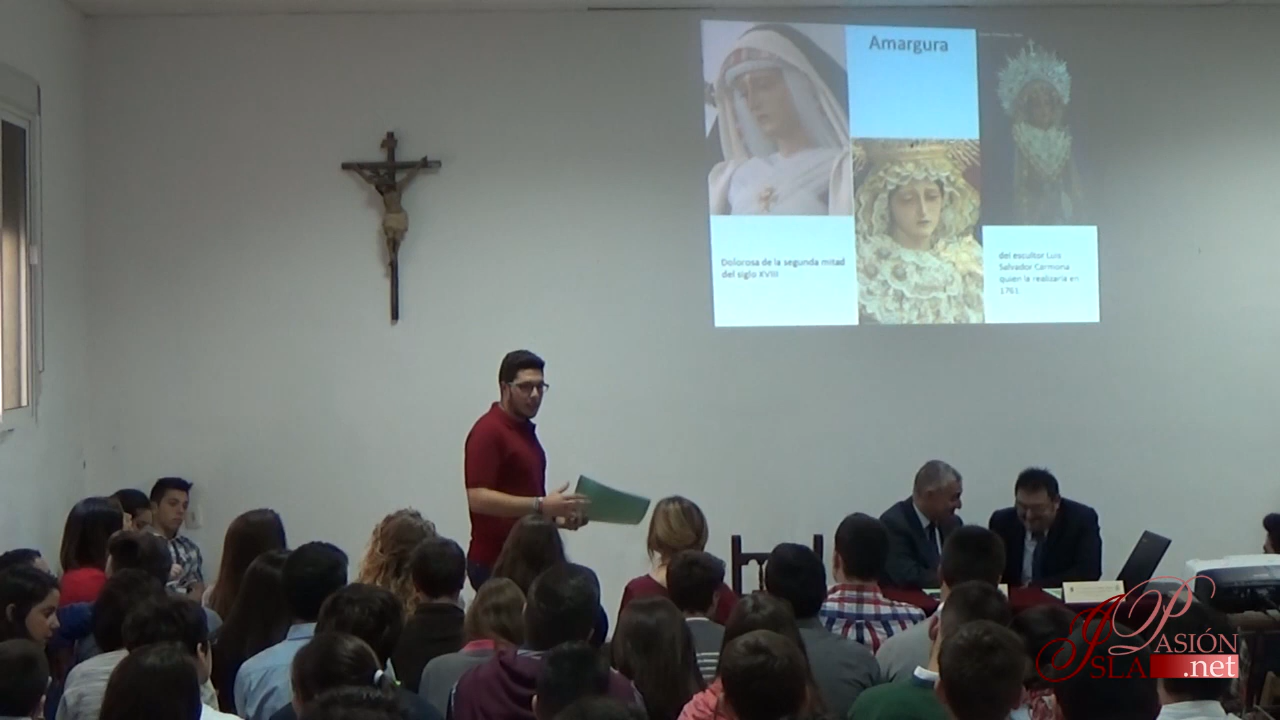 Amargura
Dolorosa de la segunda mitad
del siglo XVIII
del escultor Luis
Salvador Carmona
quien la realizaría en
1761
PASIÓN
ISLA.net